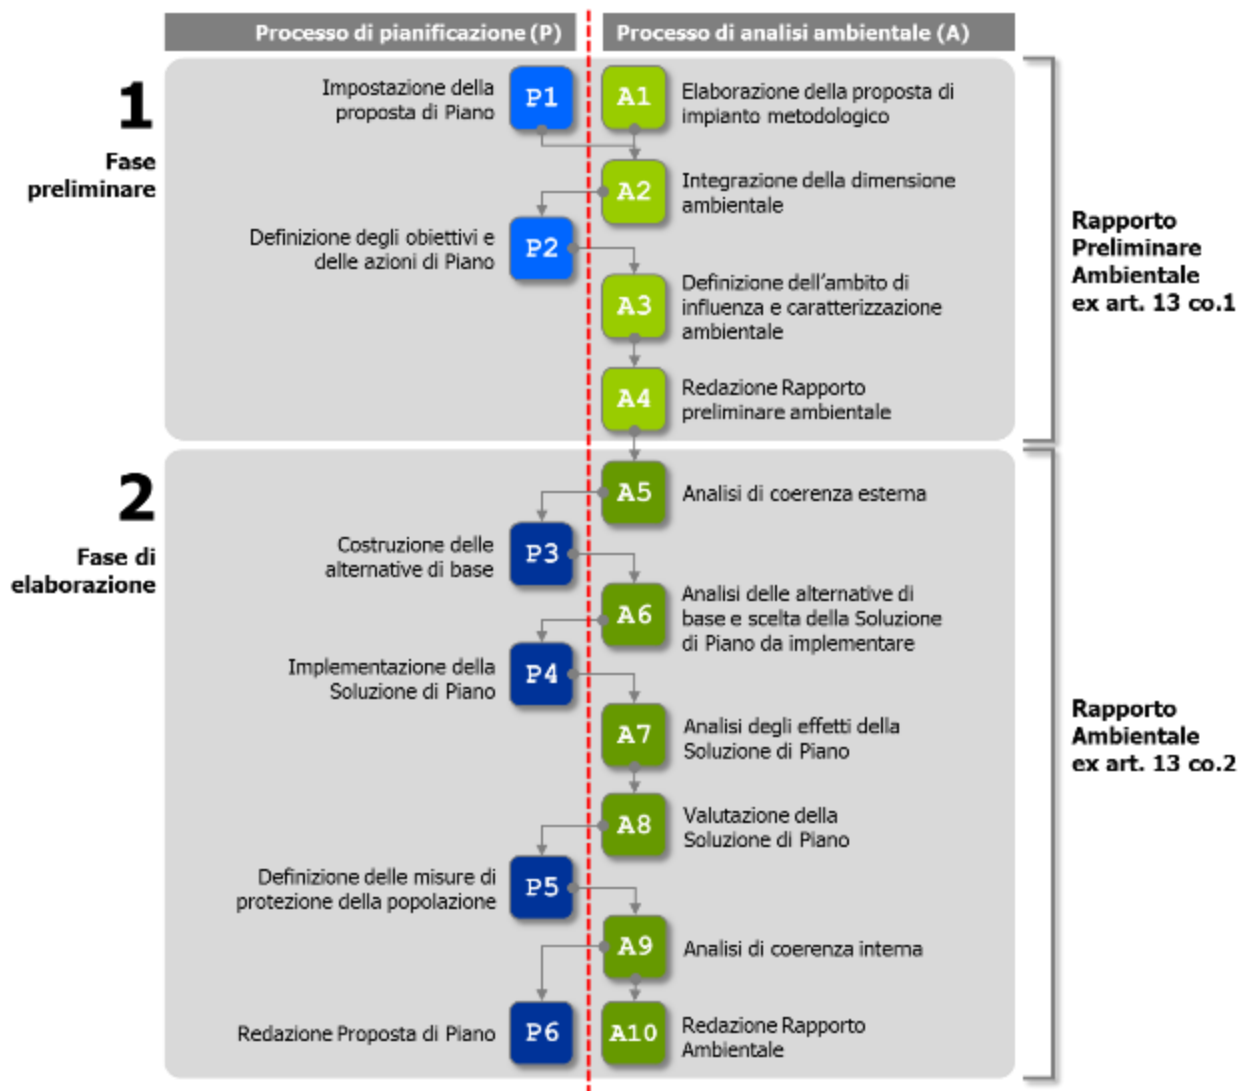 Processo di pianificazione (P)
Processo di analisi ambientale (A)
1
Fase
preliminare
Impostazione della
proposta di Piano
P1
A1
Elaborazione della proposta di
impianto metodologico
A2
Integrazione della dimensione
ambientale
Definizione degli obiettivi e
delle azioni di Piano
P2
A3
Definizione dell'ambito di
influenza e caratterizzazione
ambientale
A4
Redazione Rapporto
preliminare ambientale
Rapporto
Preliminare
Ambientale
ex art. 13 co.1
2
Fase di
elaborazione
A5
Analisi di coerenza esterna
Costruzione delle
alternative di base
P3
A6
Analisi delle alternative di
base e scelta della Soluzione
di Piano da implementare
Implementazione della
Soluzione di Piano
P4
A7
Analisi degli effetti della
Soluzione di Piano
A8
Valutazione della
Soluzione di Piano
Definizione delle misure di
protezione della popolazione
P5
A9
Analisi di coerenza interna
Redazione Proposta di Piano
P6
A10
Redazione Rapporto
Ambientale
Rapporto
Ambientale
ex art. 13 co.2